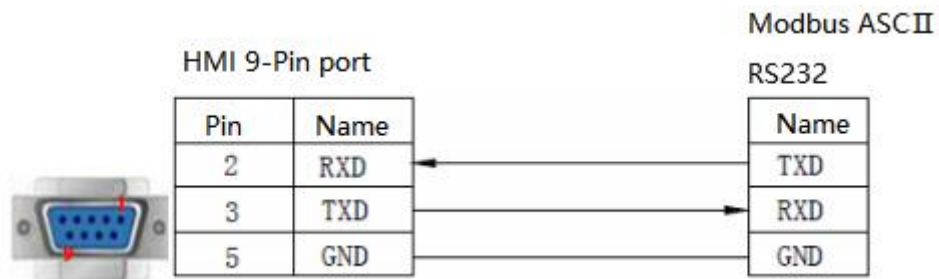 Modbus ASCⅡ
HMI 9-Pin port
RS232
Pin Name Name
2 RXD TXD
3 TXD RXD
5 GND GND